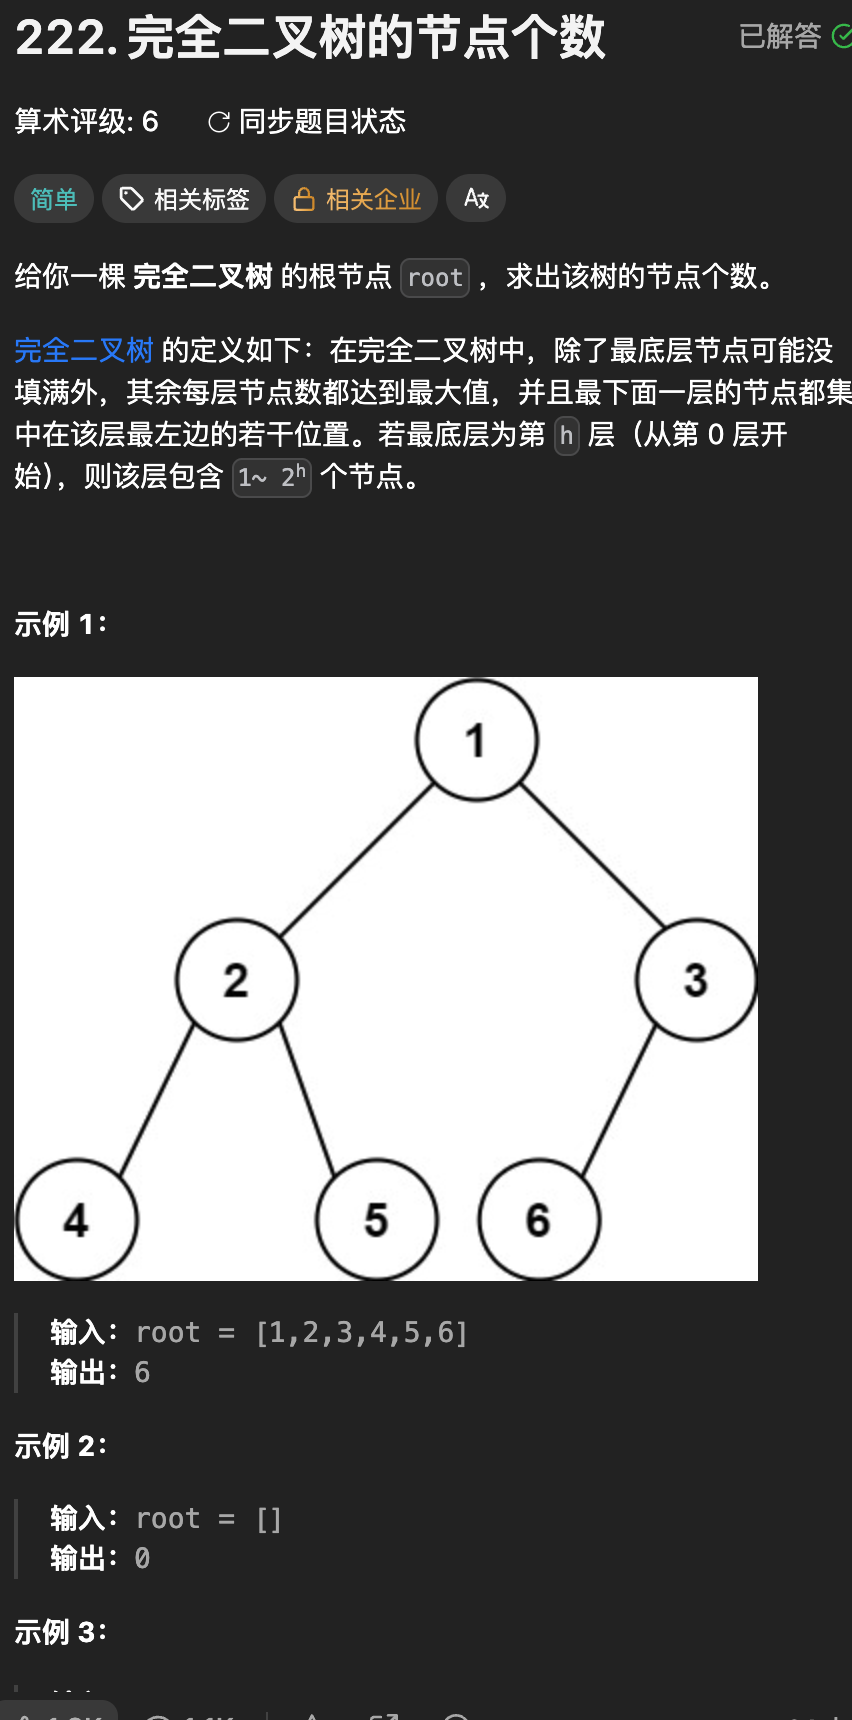 222. 完全二叉树的节点个数
已解答
算术评级: 6 同步题目状态
简单 相关标签 相关企业
给你一棵 完全二叉树 的根节点 root ，求出该树的节点个数。
完全二叉树 的定义如下：在完全二叉树中，除了最底层节点可能没
填满外，其余每层节点数都达到最大值，并且最下面一层的节点都集
中在该层最左边的若干位置。若最底层为第 h 层（从第 0 层开
始），则该层包含 1~ 2ʰ 个节点。
示例 1：
1
2
3
4
5
6
输入：root = [1,2,3,4,5,6]
输出：6
示例 2：
输入：root = []
输出：0
示例 3：